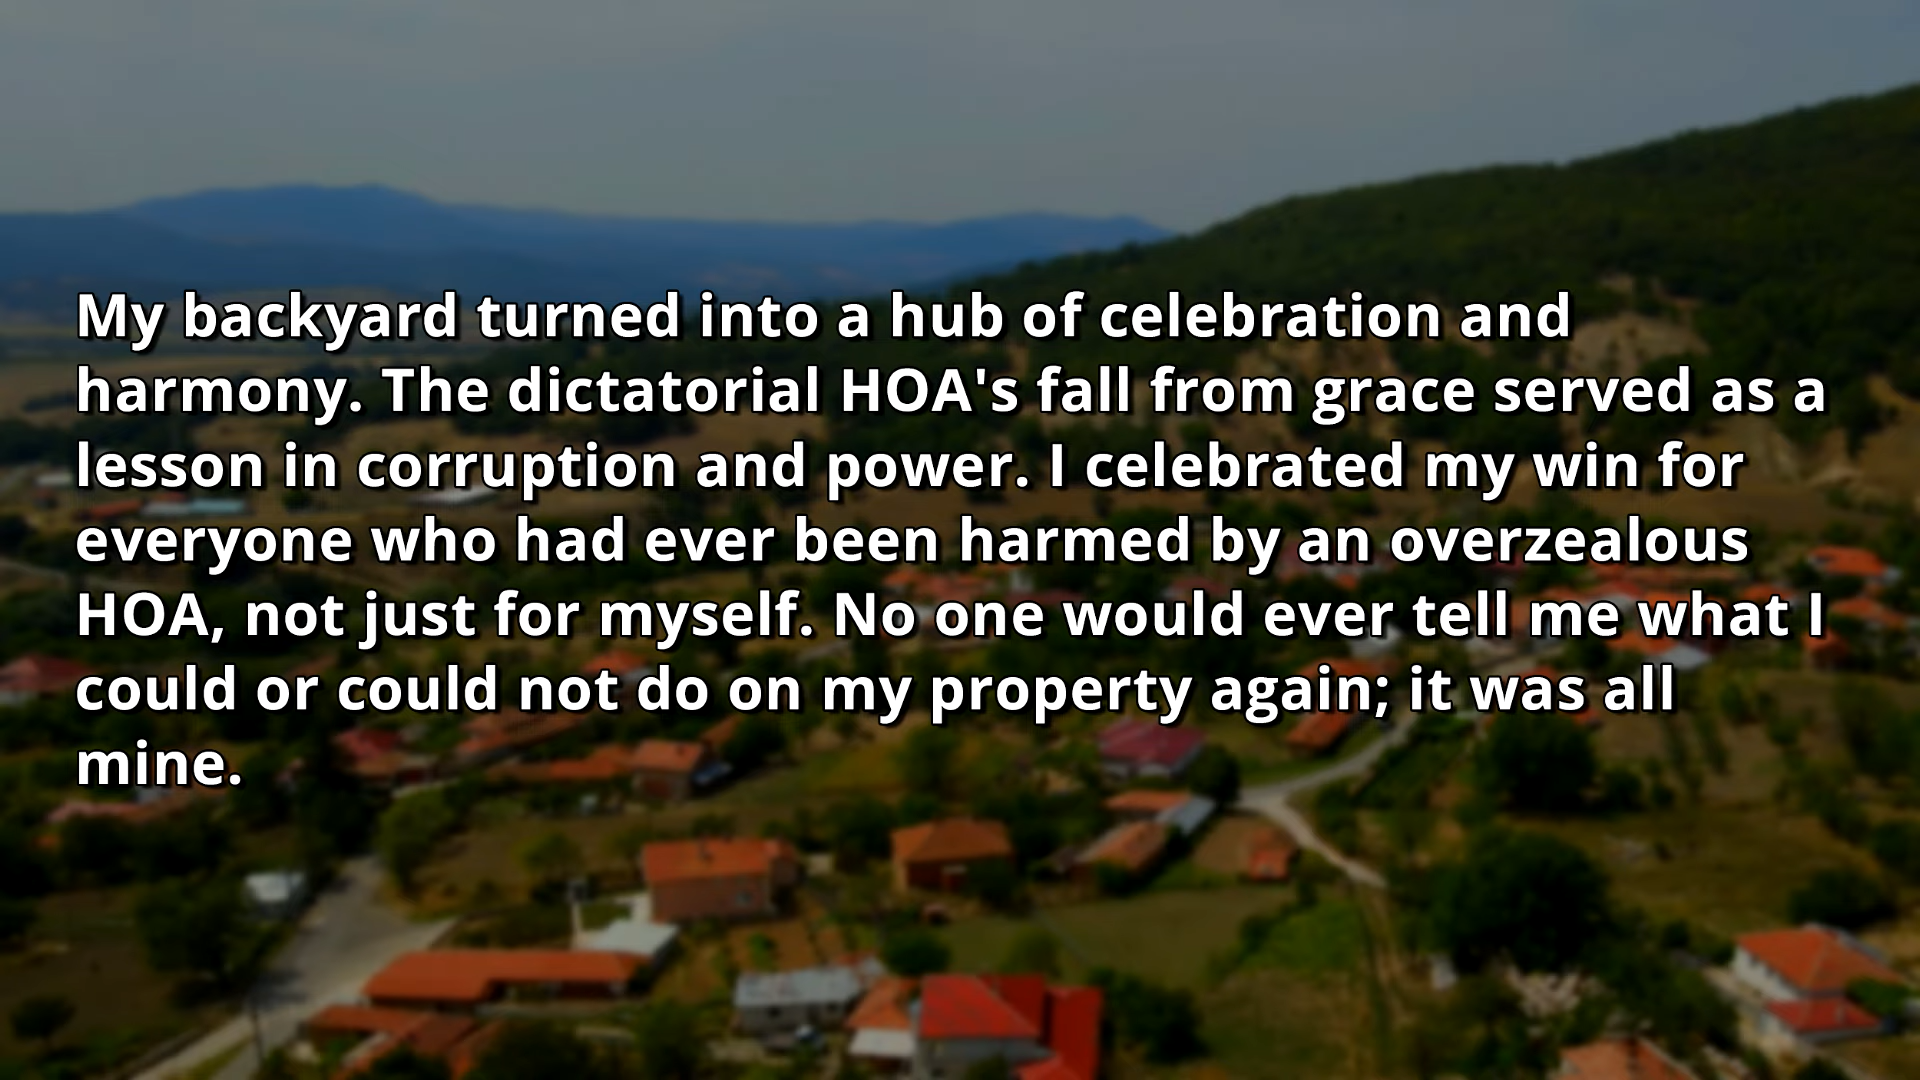 My backyard turned into a hub of celebration and
harmony. The dictatorial HOA's fall from grace served as a
lesson in corruption and power. I celebrated my win for
everyone who had ever been harmed by an overzealous
HOA, not just for myself. No one would ever tell me what I
could or could not do on my property again; it was all
mine.